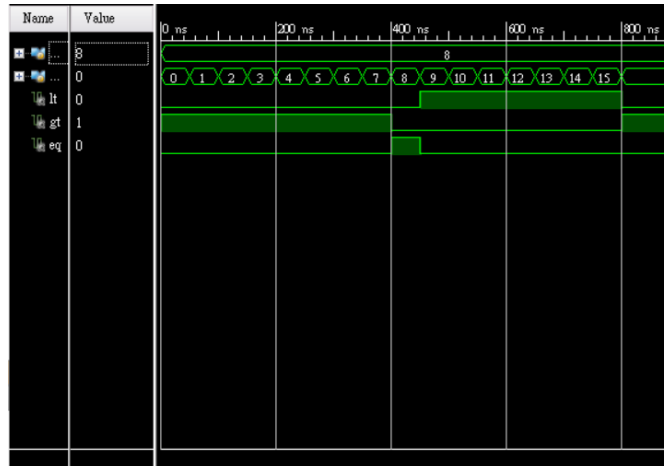 Name Value
0 ns 200 ns 400 ns 600 ns 800 ns
... 8 8
... 0 0 1 2 3 4 5 6 7 8 9 10 11 12 13 14 15
lt 0
gt 1
eq 0